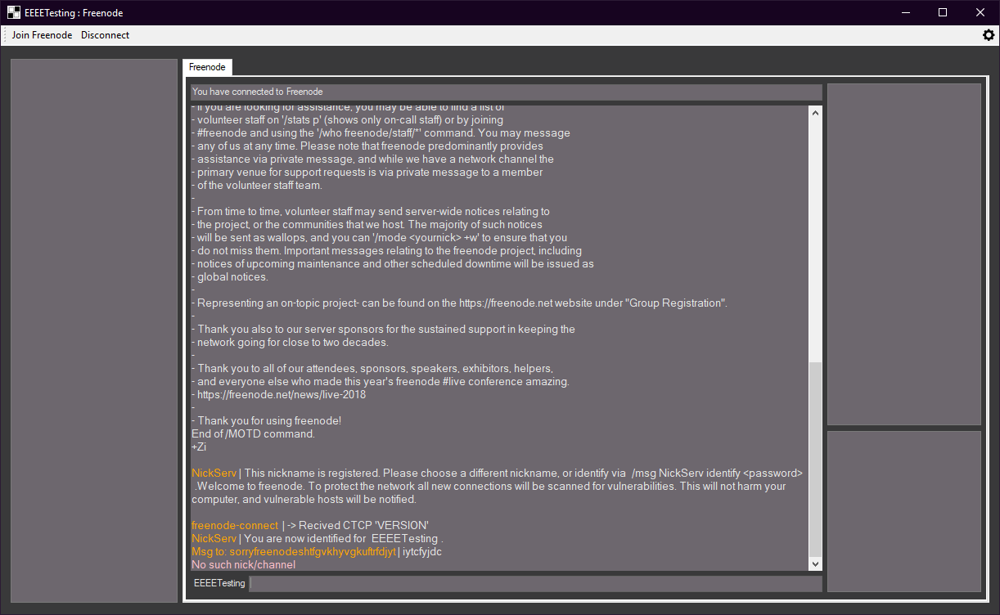 EEEETesting : Freenode
Join Freenode Disconnect
Freenode
You have connected to Freenode
- If you are looking for assistance, you may be able to find a list of
- volunteer staff on '/stats p' (shows only on-call staff) or by joining
- #freenode and using the '/who freenode/staff/*' command. You may message
- any of us at any time. Please note that freenode predominantly provides
- assistance via private message, and while we have a network channel the
- primary venue for support requests is via private message to a member
- of the volunteer staff team.
-
- From time to time, volunteer staff may send server-wide notices relating to
- the project, or the communities that we host. The majority of such notices
- will be sent as wallops, and you can '/mode <yournick> +w' to ensure that you
- do not miss them. Important messages relating to the freenode project, including
- notices of upcoming maintenance and other scheduled downtime will be issued as
- global notices.
-
- Representing an on-topic project- can be found on the https://freenode.net website under "Group Registration".
-
- Thank you also to our server sponsors for the sustained support in keeping the
- network going for close to two decades.
-
- Thank you to all of our attendees, sponsors, speakers, exhibitors, helpers,
- and everyone else who made this year's freenode #live conference amazing.
- https://freenode.net/news/live-2018
-
- Thank you for using freenode!
End of /MOTD command.
+Zi
NickServ | This nickname is registered. Please choose a different nickname, or identify via  /msg NickServ identify <password>
 .Welcome to freenode. To protect the network all new connections will be scanned for vulnerabilities. This will not harm your
computer, and vulnerable hosts will be notified.
freenode-connect | -> Recived CTCP 'VERSION'
NickServ | You are now identified for  EEEETesting .
Msg to: sorryfreenodeshtfgvkhyvgkuftrfdjyt | iytcfyjdc
No such nick/channel
EEEETesting